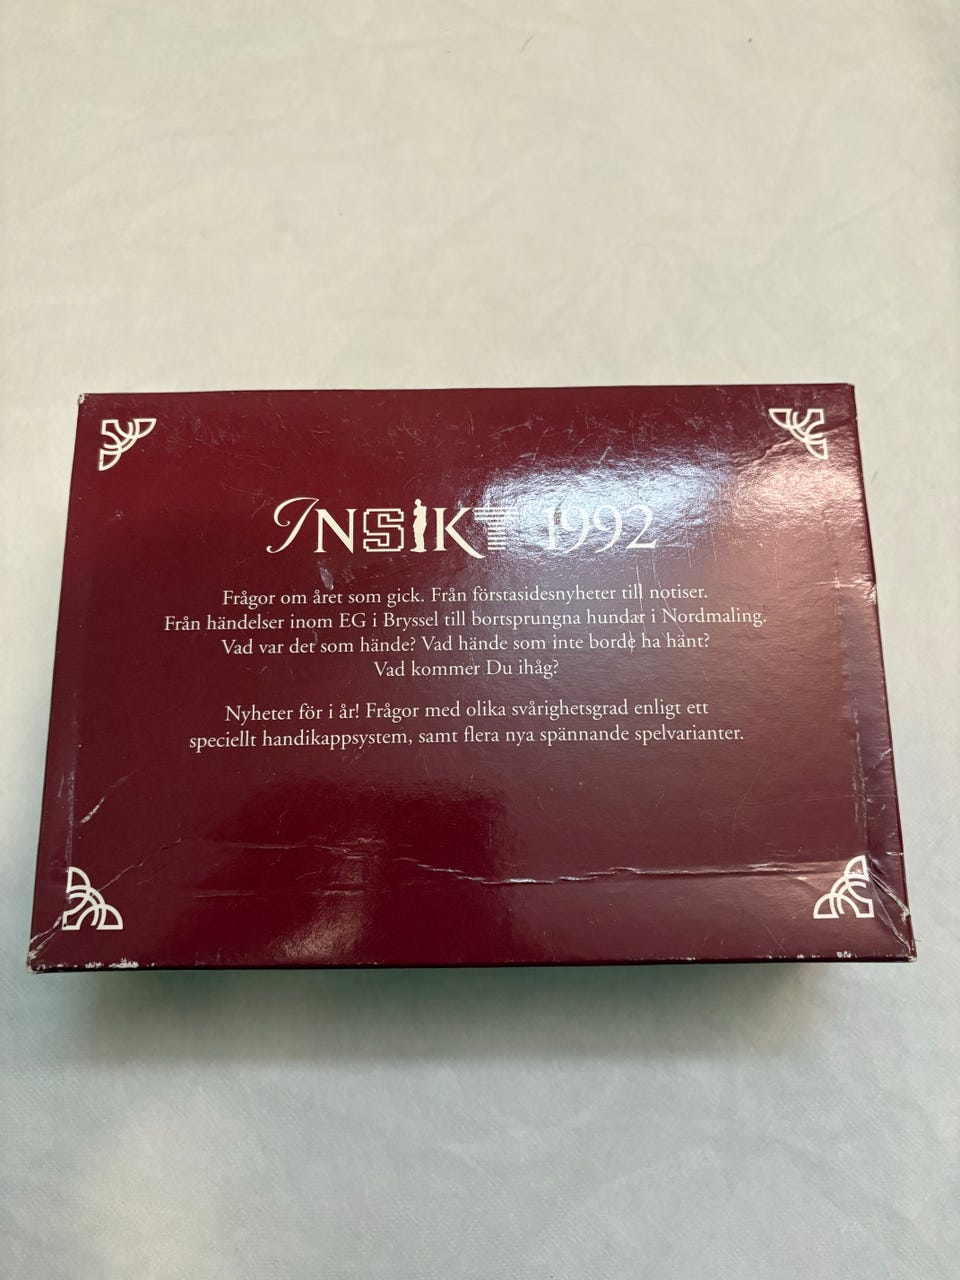 INSIKT 1992
Frågor om året som gick. Från förstasidesnyheter till notiser.
Från händelser inom EG i Bryssel till bortsprungna hundar i Nordmaling.
Vad var det som hände? Vad hände som inte borde ha hänt?
Vad kommer Du ihåg?
Nyheter för i år! Frågor med olika svårighetsgrad enligt ett
speciellt handikappsystem, samt flera nya spännande spelvarianter.